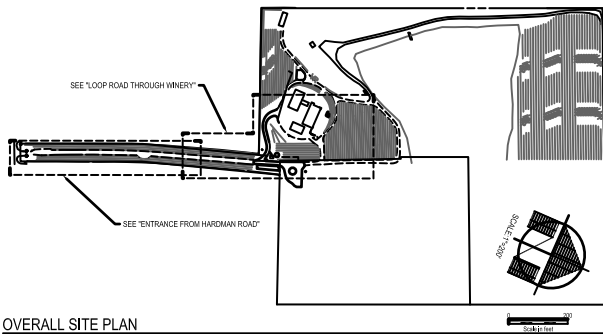 SEE "LOOP ROAD THROUGH WINERY"
SEE "ENTRANCE FROM HARDMAN ROAD"
SCALE: 1"=200'
0 200
Scale in feet
OVERALL SITE PLAN